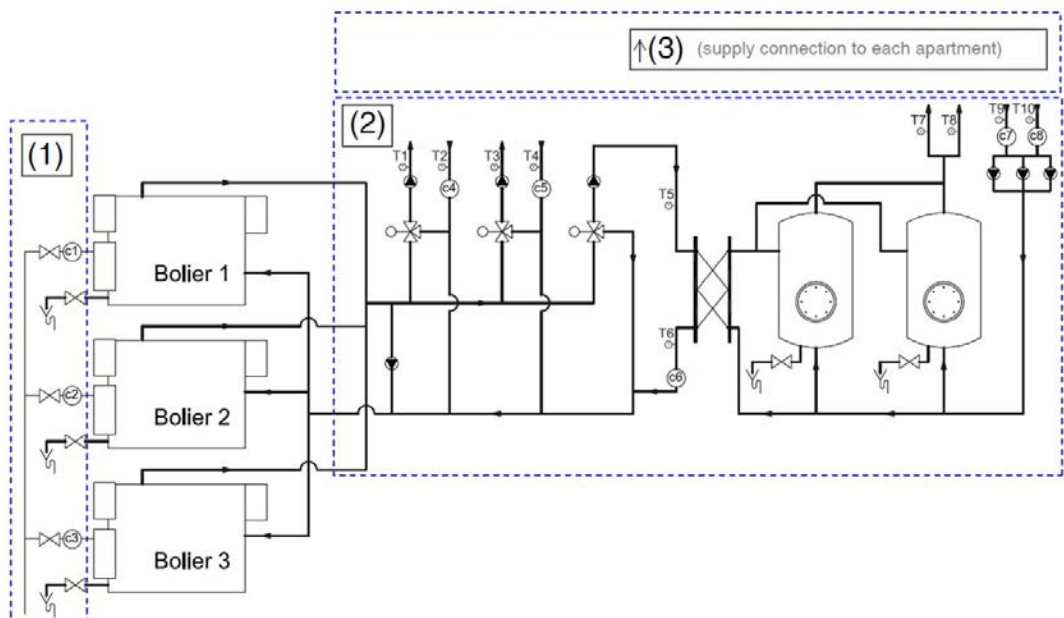 (3) (supply connection to each apartment)
(1)
(2)
T1
T2
T3
T4
T5
T6
T7
T8
T9
T10
c4
c5
c6
c7
c8
c1
Bolier 1
c2
Bolier 2
c3
Bolier 3